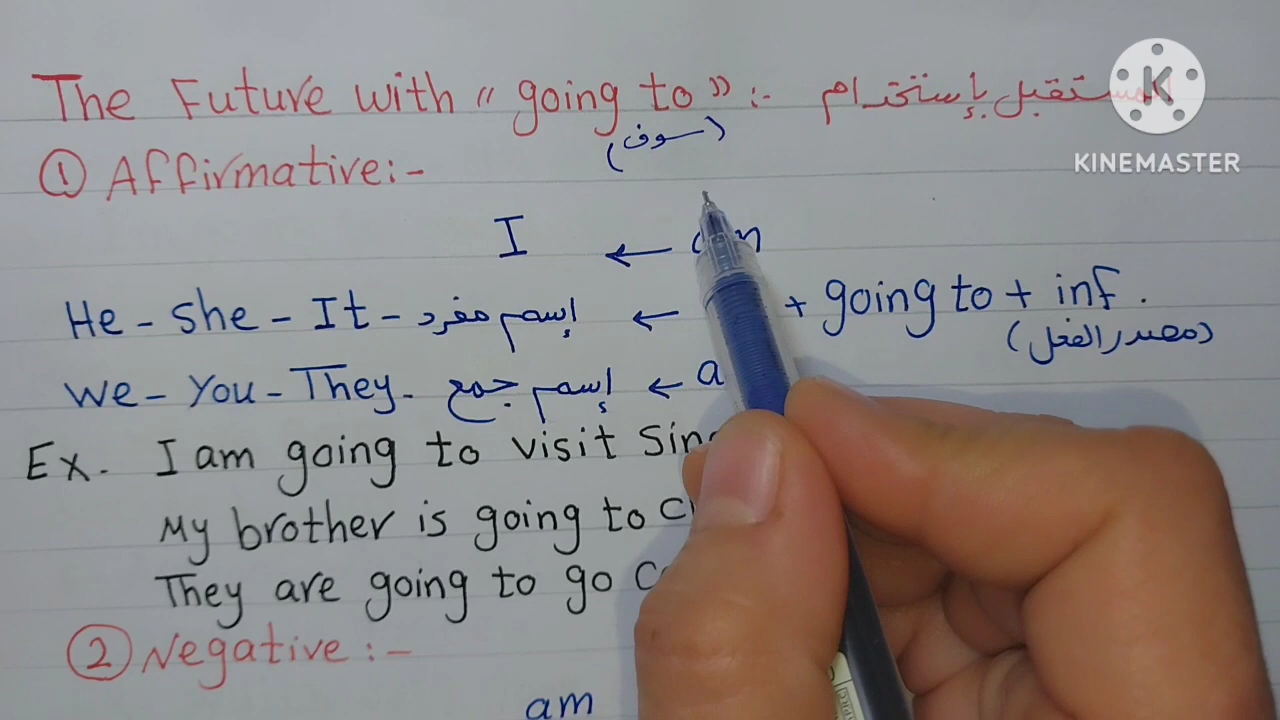 The Future with " going to " :- المستقبل بإستخدام
(سوف)
① Affirmative:-
I ← am
He - she - It - إسم مفرد ← + going to + inf.
(مصدر الفعل)
We - You - They - إسم جمع ←
Ex. I am going to visit
My brother is going to
They are going to go
② Negative :-
am
KINEMASTER